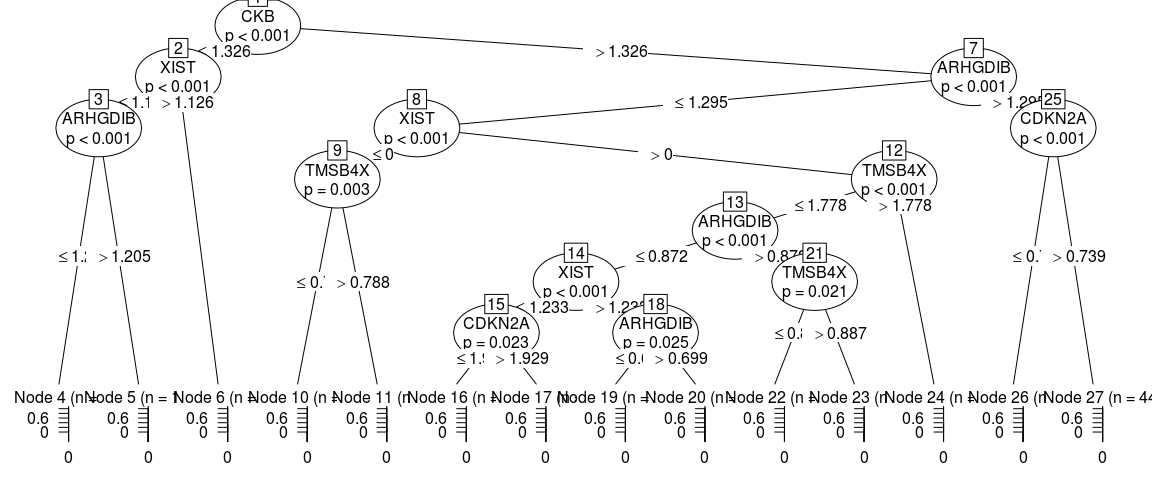 CKB
p < 0.001
≤ 1.326
> 1.326
2
XIST
p < 0.001
7
ARHGDIB
p < 0.001
≤ 1.1
> 1.126
≤ 1.295
> 1.295
3
ARHGDIB
p < 0.001
8
XIST
p < 0.001
25
CDKN2A
p < 0.001
≤ 0
> 0
9
TMSB4X
p = 0.003
12
TMSB4X
p < 0.001
≤ 1.778
> 1.778
13
ARHGDIB
p < 0.001
≤ 0.872
> 0.872
14
XIST
p < 0.001
21
TMSB4X
p = 0.021
≤ 1.2
> 1.205
≤ 0.
> 0.788
≤ 0.
> 0.739
≤ 1.233
> 1.233
15
CDKN2A
p = 0.023
18
ARHGDIB
p = 0.025
≤ 0.8
> 0.887
≤ 1.9
> 1.929
≤ 0.6
> 0.699
Node 4 (n = Node 5 (n = 1 Node 6 (n = Node 10 (n = Node 11 (n Node 16 (n = Node 17 (n Node 19 (n = Node 20 (n = Node 22 (n = Node 23 (n Node 24 (n = Node 26 (n Node 27 (n = 44
0.6 0.6 0.6 0.6 0.6 0.6 0.6 0.6 0.6 0.6 0.6 0.6 0.6 0.6
0 0 0 0 0 0 0 0 0 0 0 0 0 0
0 0 0 0 0 0 0 0 0 0 0 0 0 0